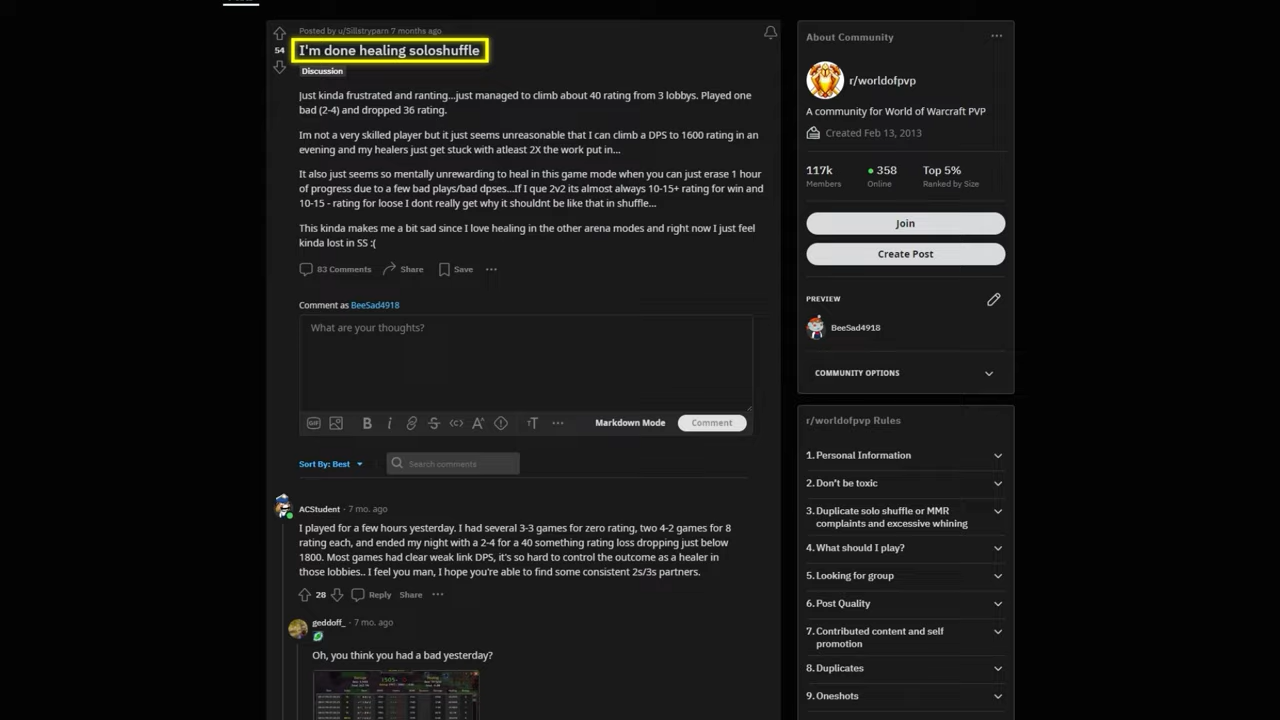 Posted by u/Sillstryparn 7 months ago
54
I'm done healing soloshuffle
Discussion
Just kinda frustrated and ranting...just managed to climb about 40 rating from 3 lobbys. Played one
bad (2-4) and dropped 36 rating.
Im not a very skilled player but it just seems unreasonable that I can climb a DPS to 1600 rating in an
evening and my healers just get stuck with atleast 2X the work put in...
It also just seems so mentally unrewarding to heal in this game mode when you can just erase 1 hour
of progress due to a few bad plays/bad dpses...If I que 2v2 its almost always 10-15+ rating for win and
10-15 - rating for loose I dont really get why it shouldnt be like that in shuffle...
This kinda makes me a bit sad since I love healing in the other arena modes and right now I just feel
kinda lost in SS :(
83 Comments
Share
Save
Comment as BeeSad4918
What are your thoughts?
GIF
B
i
S
<c>
A
TT
Markdown Mode
Comment
Sort By: Best
Search comments
ACStudent · 7 mo. ago
I played for a few hours yesterday. I had several 3-3 games for zero rating, two 4-2 games for 8
rating each, and ended my night with a 2-4 for a 40 something rating loss dropping just below
1800. Most games had clear weak link DPS, it's so hard to control the outcome as a healer in
those lobbies.. I feel you man, I hope you're able to find some consistent 2s/3s partners.
28
Reply
Share
geddoff_ · 7 mo. ago
Oh, you think you had a bad yesterday?
About Community
r/worldofpvp
A community for World of Warcraft PVP
Created Feb 13, 2013
117k
358
Top 5%
Members
Online
Ranked by Size
Join
Create Post
PREVIEW
BeeSad4918
COMMUNITY OPTIONS
r/worldofpvp Rules
1. Personal Information
2. Don't be toxic
3. Duplicate solo shuffle or MMR
complaints and excessive whining
4. What should I play?
5. Looking for group
6. Post Quality
7. Contributed content and self
promotion
8. Duplicates
9. Oneshots